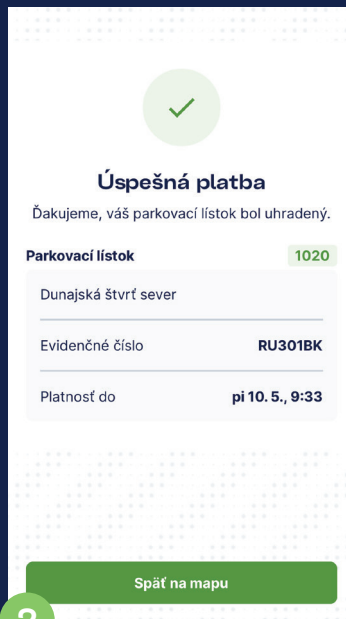 Úspešná platba
Ďakujeme, váš parkovací lístok bol uhradený.
Parkovací lístok 1020
Dunajská štvrť sever
Evidenčné číslo RU301BK
Platnosť do pi 10. 5., 9:33
Späť na mapu